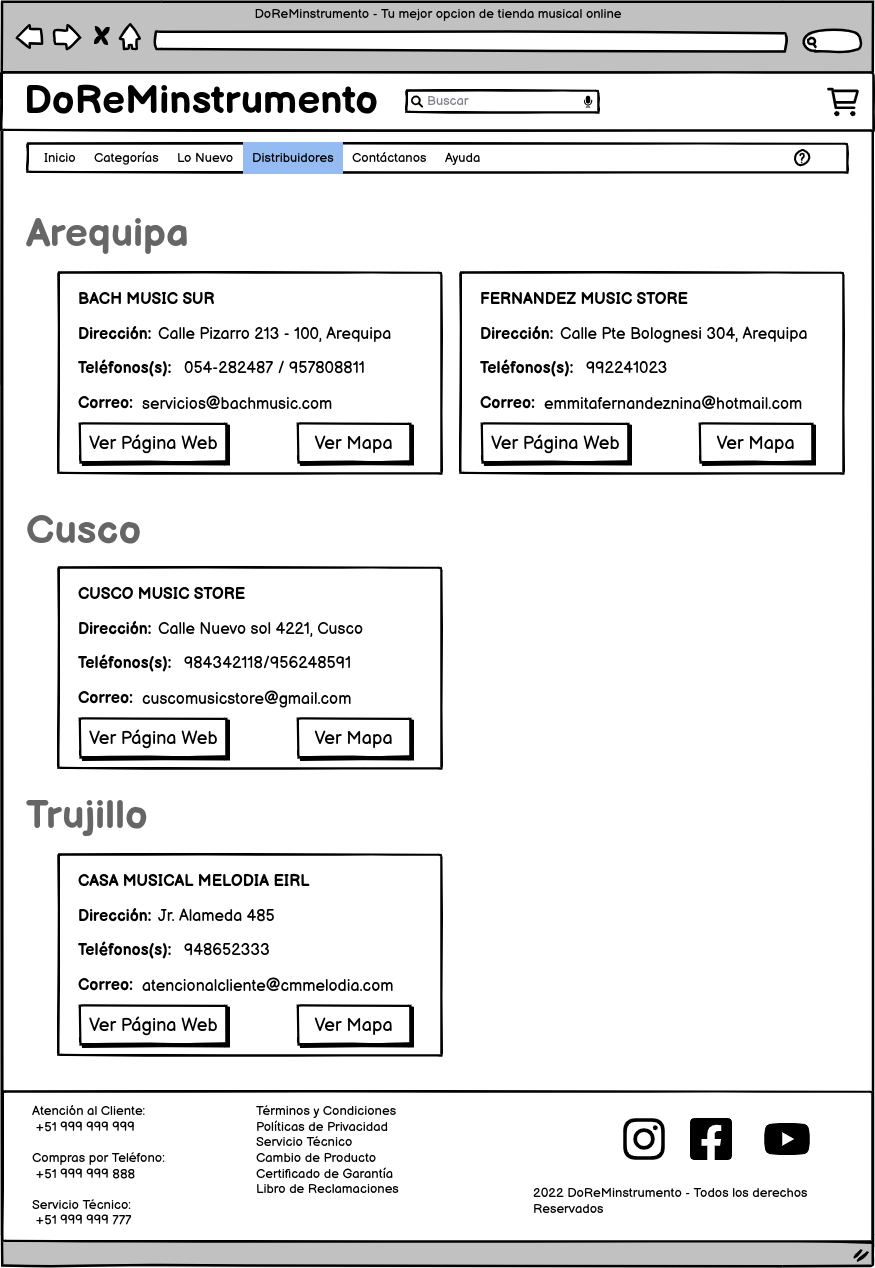 DoReMinstrumento - Tu mejor opcion de tienda musical online
DoReMinstrumento
Buscar
Inicio Categorías Lo Nuevo Distribuidores Contáctanos Ayuda ?
Arequipa
BACH MUSIC SUR
Dirección: Calle Pizarro 213 - 100, Arequipa
Teléfonos(s): 054-282487 / 957808811
Correo: servicios@bachmusic.com
Ver Página Web Ver Mapa
FERNANDEZ MUSIC STORE
Dirección: Calle Pte Bolognesi 304, Arequipa
Teléfonos(s): 992241023
Correo: emmitafernandeznina@hotmail.com
Ver Página Web Ver Mapa
Cusco
CUSCO MUSIC STORE
Dirección: Calle Nuevo sol 4221, Cusco
Teléfonos(s): 984342118/956248591
Correo: cuscomusicstore@gmail.com
Ver Página Web Ver Mapa
Trujillo
CASA MUSICAL MELODIA EIRL
Dirección: Jr. Alameda 485
Teléfonos(s): 948652333
Correo: atencionalcliente@cmmelodia.com
Ver Página Web Ver Mapa
Atención al Cliente:
+51 999 999 999
Compras por Teléfono:
+51 999 999 888
Servicio Técnico:
+51 999 999 777
Términos y Condiciones
Políticas de Privacidad
Servicio Técnico
Cambio de Producto
Certificado de Garantía
Libro de Reclamaciones
2022 DoReMinstrumento - Todos los derechos
Reservados